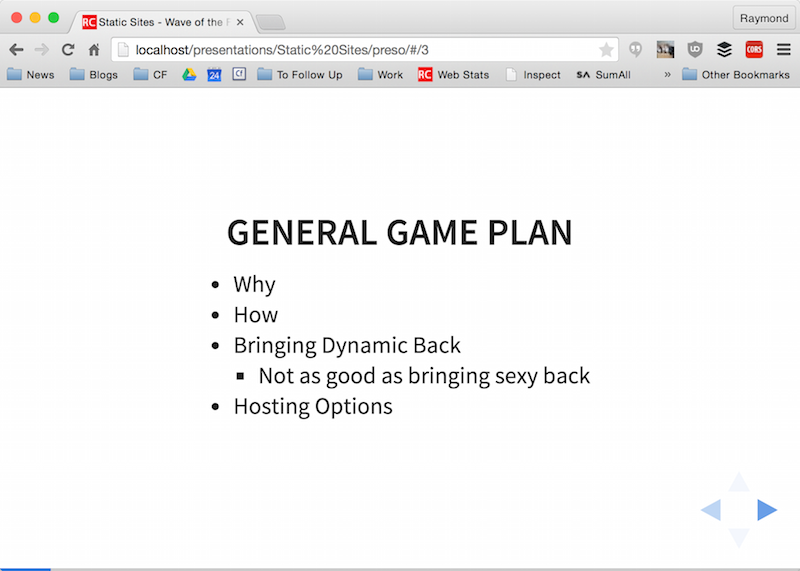 RC Static Sites - Wave of the
Raymond
localhost/presentations/Static%20Sites/preso/#/3
CORS
News Blogs CF 24 Cf To Follow Up Work RC Web Stats Inspect SA SumAll » Other Bookmarks
GENERAL GAME PLAN
• Why
• How
• Bringing Dynamic Back
▪ Not as good as bringing sexy back
• Hosting Options